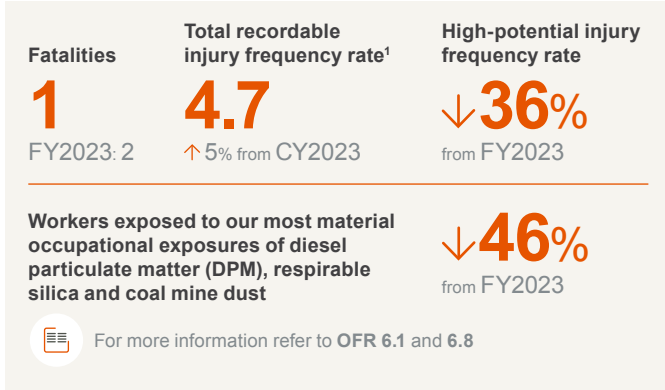 Fatalities
1
FY2023: 2
Total recordable
injury frequency rate¹
4.7
↑ 5% from CY2023
High-potential injury
frequency rate
↓36%
from FY2023
Workers exposed to our most material
occupational exposures of diesel
particulate matter (DPM), respirable
silica and coal mine dust
↓46%
from FY2023
For more information refer to OFR 6.1 and 6.8